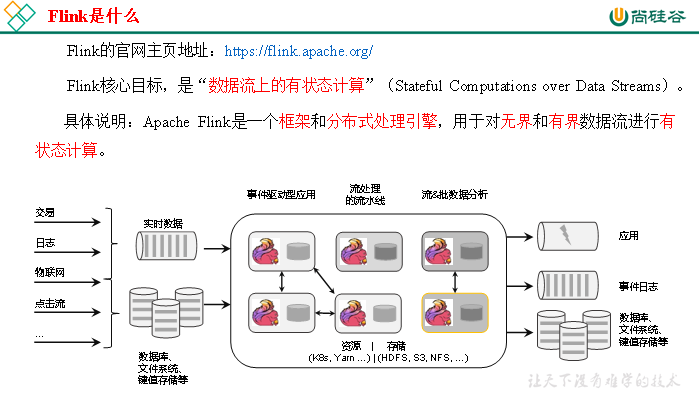 Flink是什么
尚硅谷
Flink的官网主页地址：https://flink.apache.org/
Flink核心目标，是“数据流上的有状态计算”（Stateful Computations over Data Streams）。
具体说明：Apache Flink是一个框架和分布式处理引擎，用于对无界和有界数据流进行有
状态计算。
事件驱动型应用
流处理
的流水线
流&批数据分析
交易
日志
物联网
点击流
...
实时数据
数据库、
文件系统、
键值存储等
资源 | 存储
(K8s, Yarn ...) | (HDFS, S3, NFS, ...)
应用
事件日志
数据库、
文件系统、
键值存储等
让天下没有难学的技术